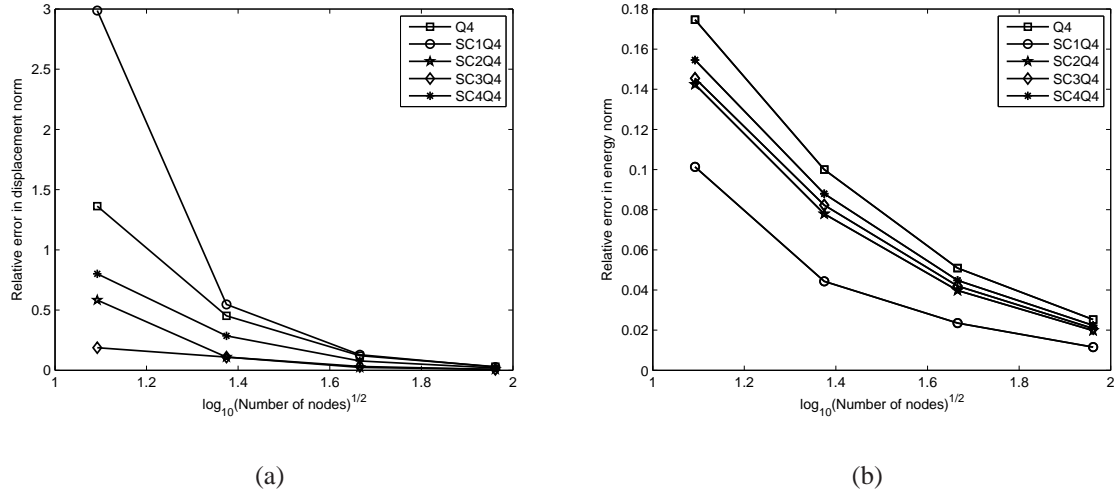 3
2.5
2
1.5
1
0.5
0
1
1.2
1.4
1.6
1.8
2
Relative error in displacement norm
log10(Number of nodes)1/2
Q4
SC1Q4
SC2Q4
SC3Q4
SC4Q4
(a)
0.18
0.16
0.14
0.12
0.1
0.08
0.06
0.04
0.02
0
1
1.2
1.4
1.6
1.8
2
Relative error in energy norm
log10(Number of nodes)1/2
Q4
SC1Q4
SC2Q4
SC3Q4
SC4Q4
(b)